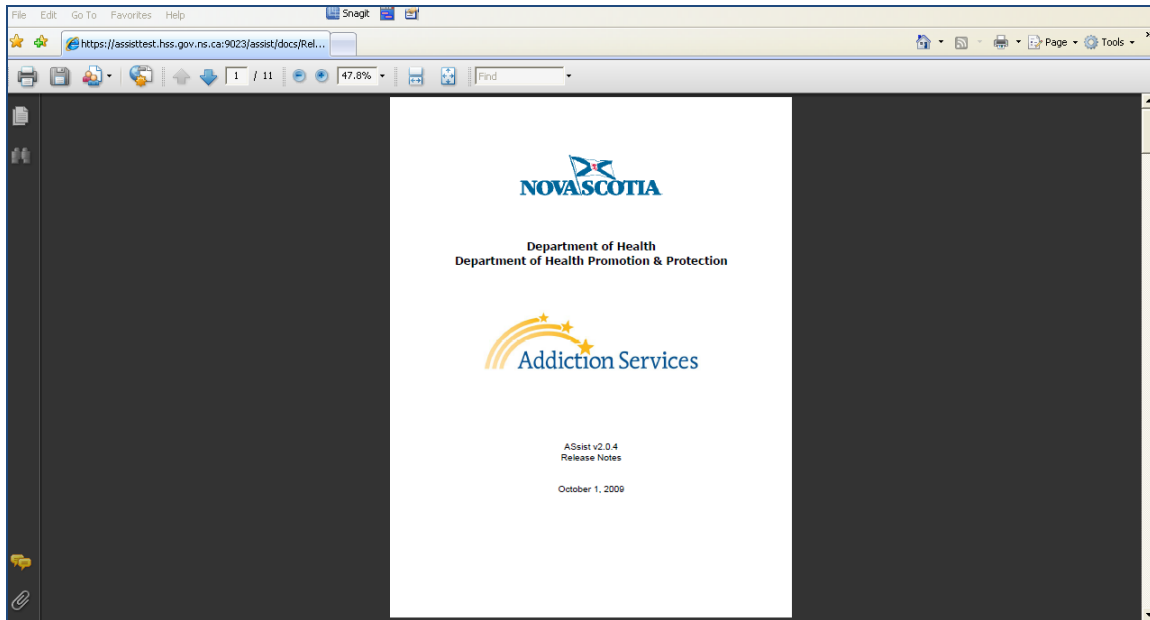 File Edit Go To Favorites Help Snagit
https://assisttest.hss.gov.ns.ca:9023/assist/docs/Rel...
Page Tools
1 / 11 47.8% Find
NOVA SCOTIA
Department of Health
Department of Health Promotion & Protection
Addiction Services
ASsist v2.0.4
Release Notes
October 1, 2009